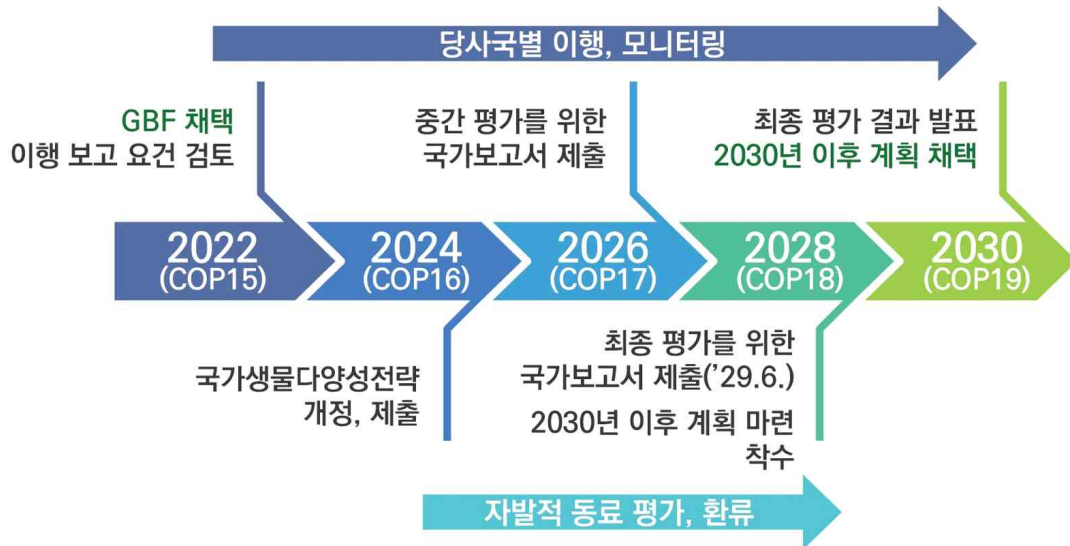 당사국별 이행, 모니터링
GBF 채택
이행 보고 요건 검토
중간 평가를 위한
국가보고서 제출
최종 평가 결과 발표
2030년 이후 계획 채택
2022
(COP15)
2024
(COP16)
2026
(COP17)
2028
(COP18)
2030
(COP19)
국가생물다양성전략
개정, 제출
최종 평가를 위한
국가보고서 제출('29.6.)
2030년 이후 계획 마련
착수
자발적 동료 평가, 환류